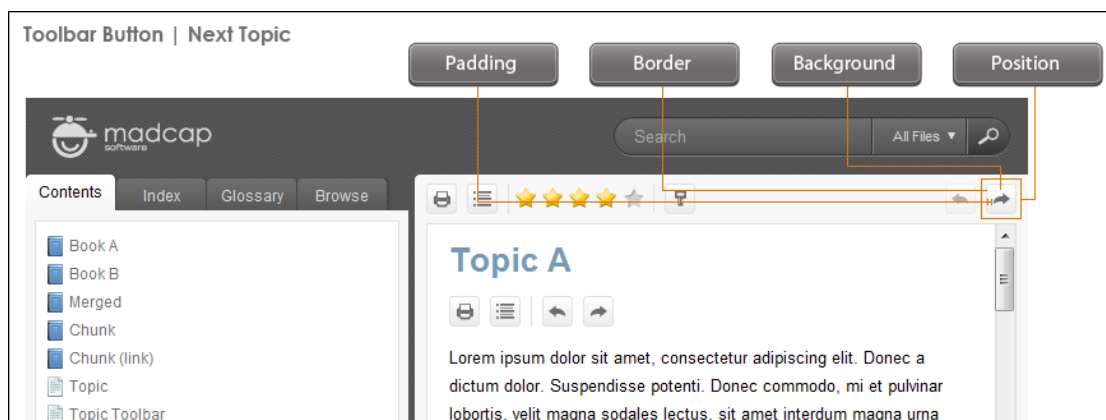 Toolbar Button | Next Topic
Padding
Border
Background
Position
madcap
software
Search
All Files
Contents
Index
Glossary
Browse
Book A
Book B
Merged
Chunk
Chunk (link)
Topic
Topic Toolbar
Topic A
Lorem ipsum dolor sit amet, consectetur adipiscing elit. Donec a
dictum dolor. Suspendisse potenti. Donec commodo, mi et pulvinar
lobortis, velit magna sodales lectus, sit amet interdum magna urna